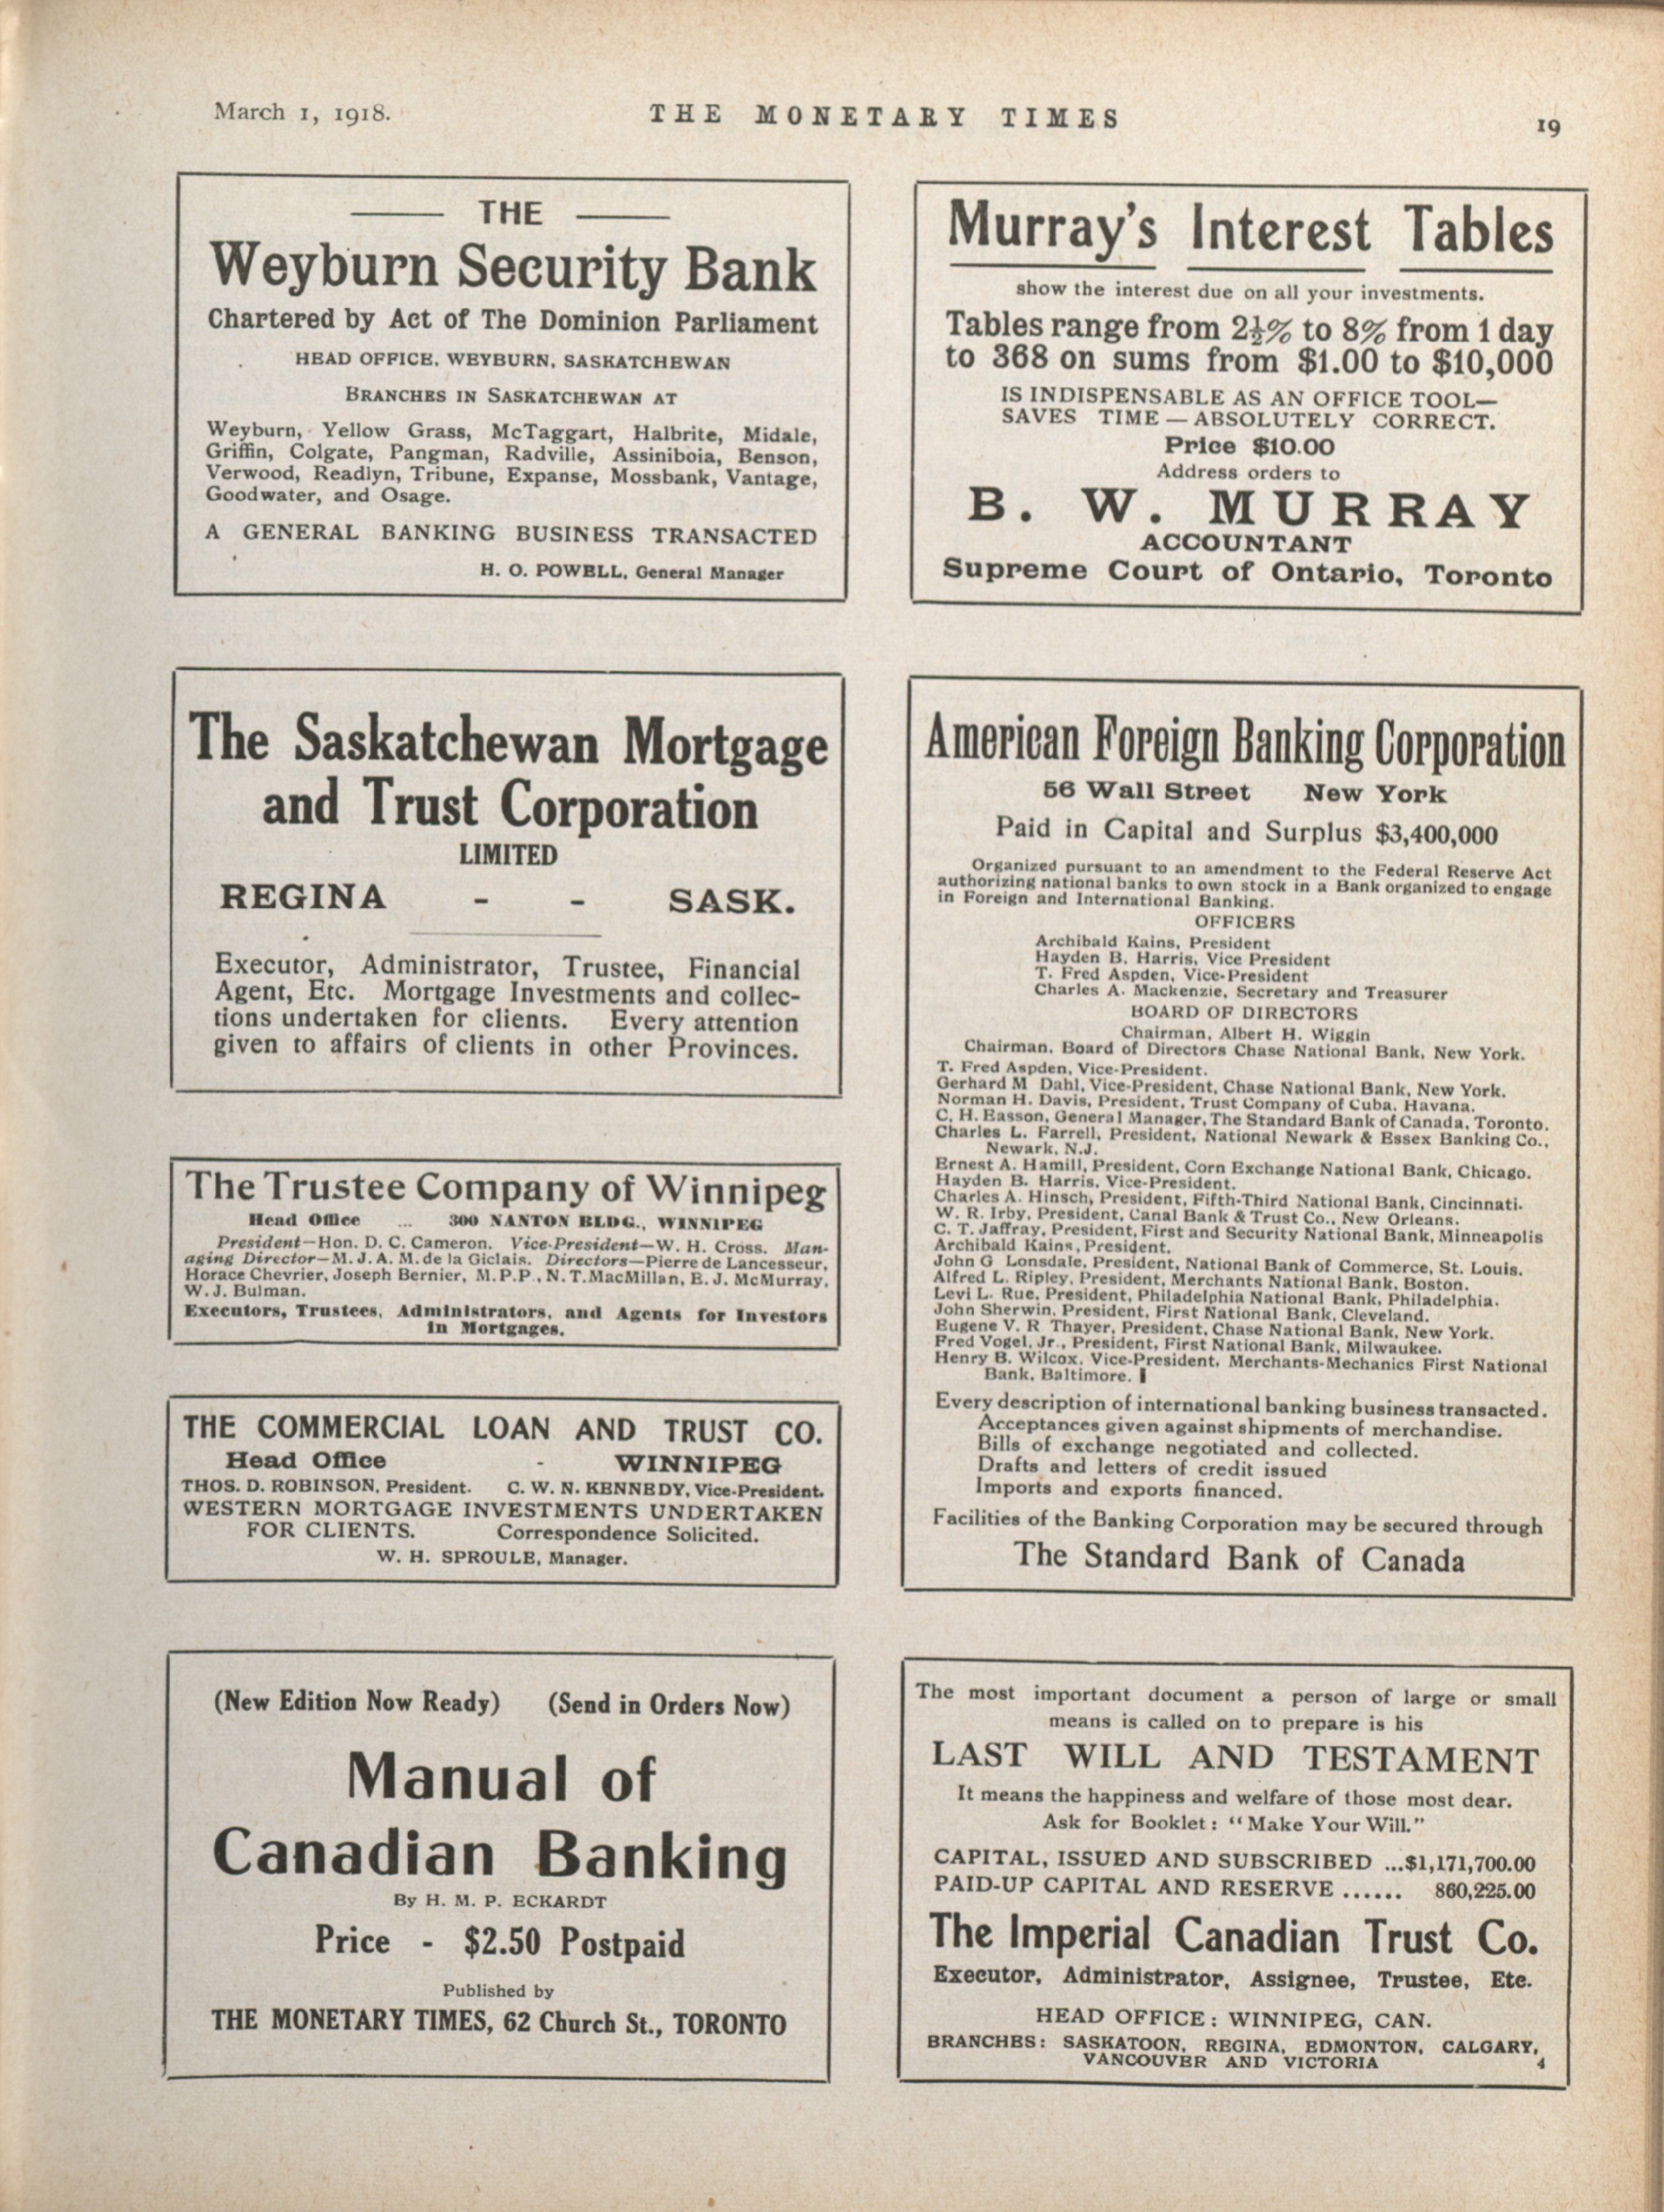 March 1, 1918.
THE MONETARY TIMES
19
THE
Weyburn Security Bank
Chartered by Act of The Dominion Parliament
HEAD OFFICE, WEYBURN, SASKATCHEWAN
BRANCHES IN SASKATCHEWAN AT
Weyburn, Yellow Grass, McTaggart, Halbrite, Midale,
Griffin, Colgate, Pangman, Radville, Assiniboia, Benson,
Verwood, Readlyn, Tribune, Expanse, Mossbank, Vantage,
Goodwater, and Osage.
A GENERAL BANKING BUSINESS TRANSACTED
H. O. POWELL, General Manager
The Saskatchewan Mortgage
and Trust Corporation
LIMITED
REGINA - - SASK.
Executor, Administrator, Trustee, Financial
Agent, Etc. Mortgage Investments and collec-
tions undertaken for clients. Every attention
given to affairs of clients in other Provinces.
The Trustee Company of Winnipeg
Head Office ... 300 NANTON BLDG., WINNIPEG
President—Hon. D. C. Cameron. Vice-President—W. H. Cross. Man-
aging Director—M. J. A. M. de la Giclais. Directors—Pierre de Lancesseur,
Horace Chevrier, Joseph Bernier, M.P.P., N. T. MacMillan, E. J. McMurray,
W. J. Bulman.
Executors, Trustees, Administrators, and Agents for Investors
in Mortgages.
THE COMMERCIAL LOAN AND TRUST CO.
Head Office - WINNIPEG
THOS. D. ROBINSON, President. C. W. N. KENNEDY, Vice-President.
WESTERN MORTGAGE INVESTMENTS UNDERTAKEN
FOR CLIENTS. Correspondence Solicited.
W. H. SPROULE, Manager.
(New Edition Now Ready) (Send in Orders Now)
Manual of
Canadian Banking
By H. M. P. ECKARDT
Price - $2.50 Postpaid
Published by
THE MONETARY TIMES, 62 Church St., TORONTO
Murray's Interest Tables
show the interest due on all your investments.
Tables range from 2½% to 8% from 1 day
to 368 on sums from $1.00 to $10,000
IS INDISPENSABLE AS AN OFFICE TOOL—
SAVES TIME — ABSOLUTELY CORRECT.
Price $10.00
Address orders to
B. W. MURRAY
ACCOUNTANT
Supreme Court of Ontario, Toronto
American Foreign Banking Corporation
56 Wall Street New York
Paid in Capital and Surplus $3,400,000
Organized pursuant to an amendment to the Federal Reserve Act
authorizing national banks to own stock in a Bank organized to engage
in Foreign and International Banking.
OFFICERS
Archibald Kains, President
Hayden B. Harris, Vice President
T. Fred Aspden, Vice-President
Charles A. Mackenzie, Secretary and Treasurer
BOARD OF DIRECTORS
Chairman, Albert H. Wiggin
Chairman, Board of Directors Chase National Bank, New York.
T. Fred Aspden, Vice-President.
Gerhard M Dahl, Vice-President, Chase National Bank, New York.
Norman H. Davis, President, Trust Company of Cuba, Havana.
C. H. Easson, General Manager, The Standard Bank of Canada, Toronto.
Charles L. Farrell, President, National Newark & Essex Banking Co.,
Newark, N.J.
Ernest A. Hamill, President, Corn Exchange National Bank, Chicago.
Hayden B. Harris, Vice-President.
Charles A. Hinsch, President, Fifth-Third National Bank, Cincinnati.
W. R. Irby, President, Canal Bank & Trust Co., New Orleans.
C. T. Jaffray, President, First and Security National Bank, Minneapolis
Archibald Kains, President.
John G Lonsdale, President, National Bank of Commerce, St. Louis.
Alfred L. Ripley, President, Merchants National Bank, Boston.
Levi L. Rue, President, Philadelphia National Bank, Philadelphia.
John Sherwin, President, First National Bank, Cleveland.
Eugene V. R Thayer, President, Chase National Bank, New York.
Fred Vogel, Jr., President, First National Bank, Milwaukee.
Henry B. Wilcox, Vice-President, Merchants-Mechanics First National
Bank, Baltimore.
Every description of international banking business transacted.
Acceptances given against shipments of merchandise.
Bills of exchange negotiated and collected.
Drafts and letters of credit issued
Imports and exports financed.
Facilities of the Banking Corporation may be secured through
The Standard Bank of Canada
The most important document a person of large or small
means is called on to prepare is his
LAST WILL AND TESTAMENT
It means the happiness and welfare of those most dear.
Ask for Booklet: "Make Your Will."
CAPITAL, ISSUED AND SUBSCRIBED ...$1,171,700.00
PAID-UP CAPITAL AND RESERVE ...... 860,225.00
The Imperial Canadian Trust Co.
Executor, Administrator, Assignee, Trustee, Etc.
HEAD OFFICE: WINNIPEG, CAN.
BRANCHES: SASKATOON, REGINA, EDMONTON, CALGARY,
VANCOUVER AND VICTORIA 4